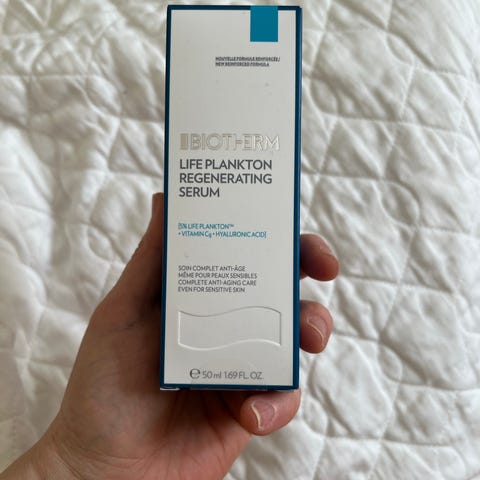 NOUVELLE FORMULE RENFORCÉE/
NEW REINFORCED FORMULA
BIOTHERM
LIFE PLANKTON
REGENERATING
SERUM
[5% LIFE PLANKTON™
+ VITAMIN Cg + HYALURONIC ACID]
SOIN COMPLET ANTI-ÂGE
MÊME POUR PEAUX SENSIBLES
COMPLETE ANTI-AGING CARE
EVEN FOR SENSITIVE SKIN
℮ 50 ml 1.69 FL. OZ.